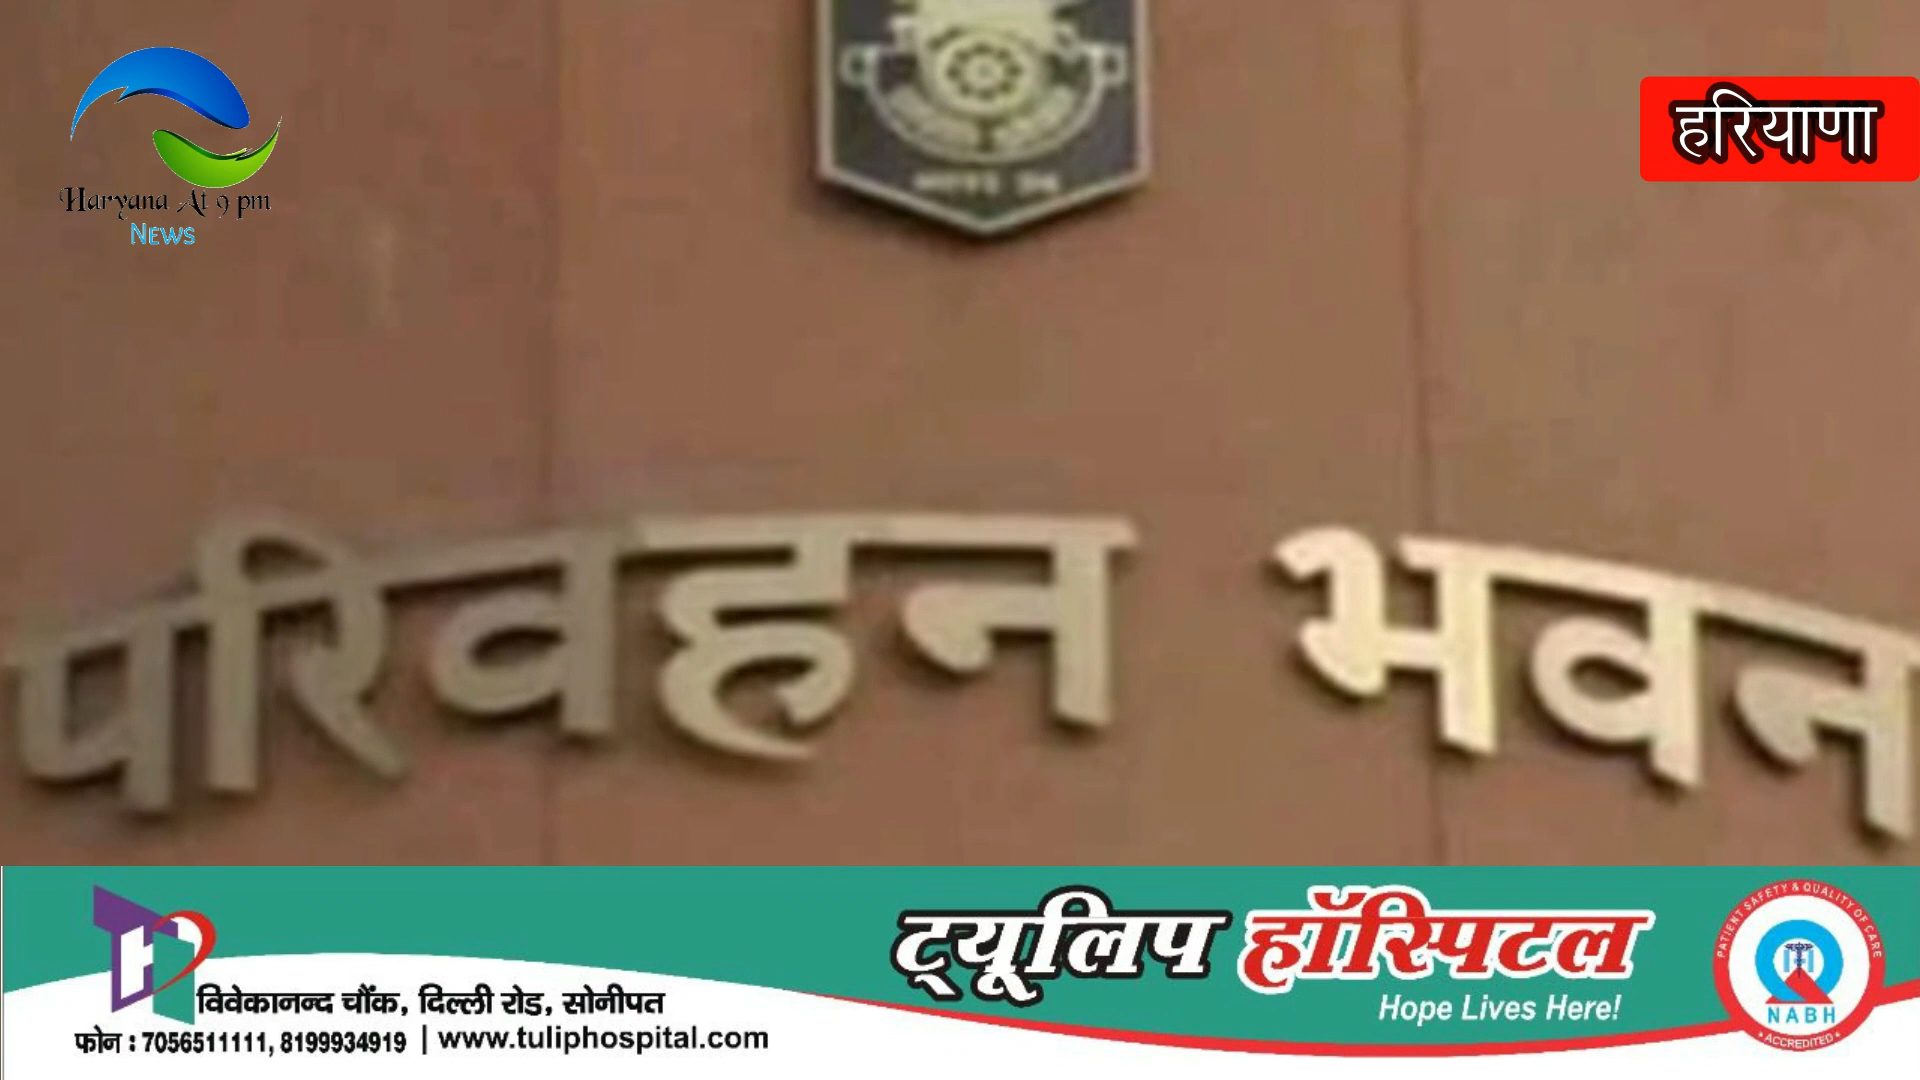 Haryana At 9 pm
News
हरियाणा
परिवहन भवन
ट्यूलिप हॉस्पिटल
Hope Lives Here!
विवेकानन्द चौंक, दिल्ली रोड, सोनीपत
फोन : 7056511111, 8199934919 | www.tuliphospital.com
PATIENT SAFETY & QUALITY OF CARE
NABH
ACCREDITED